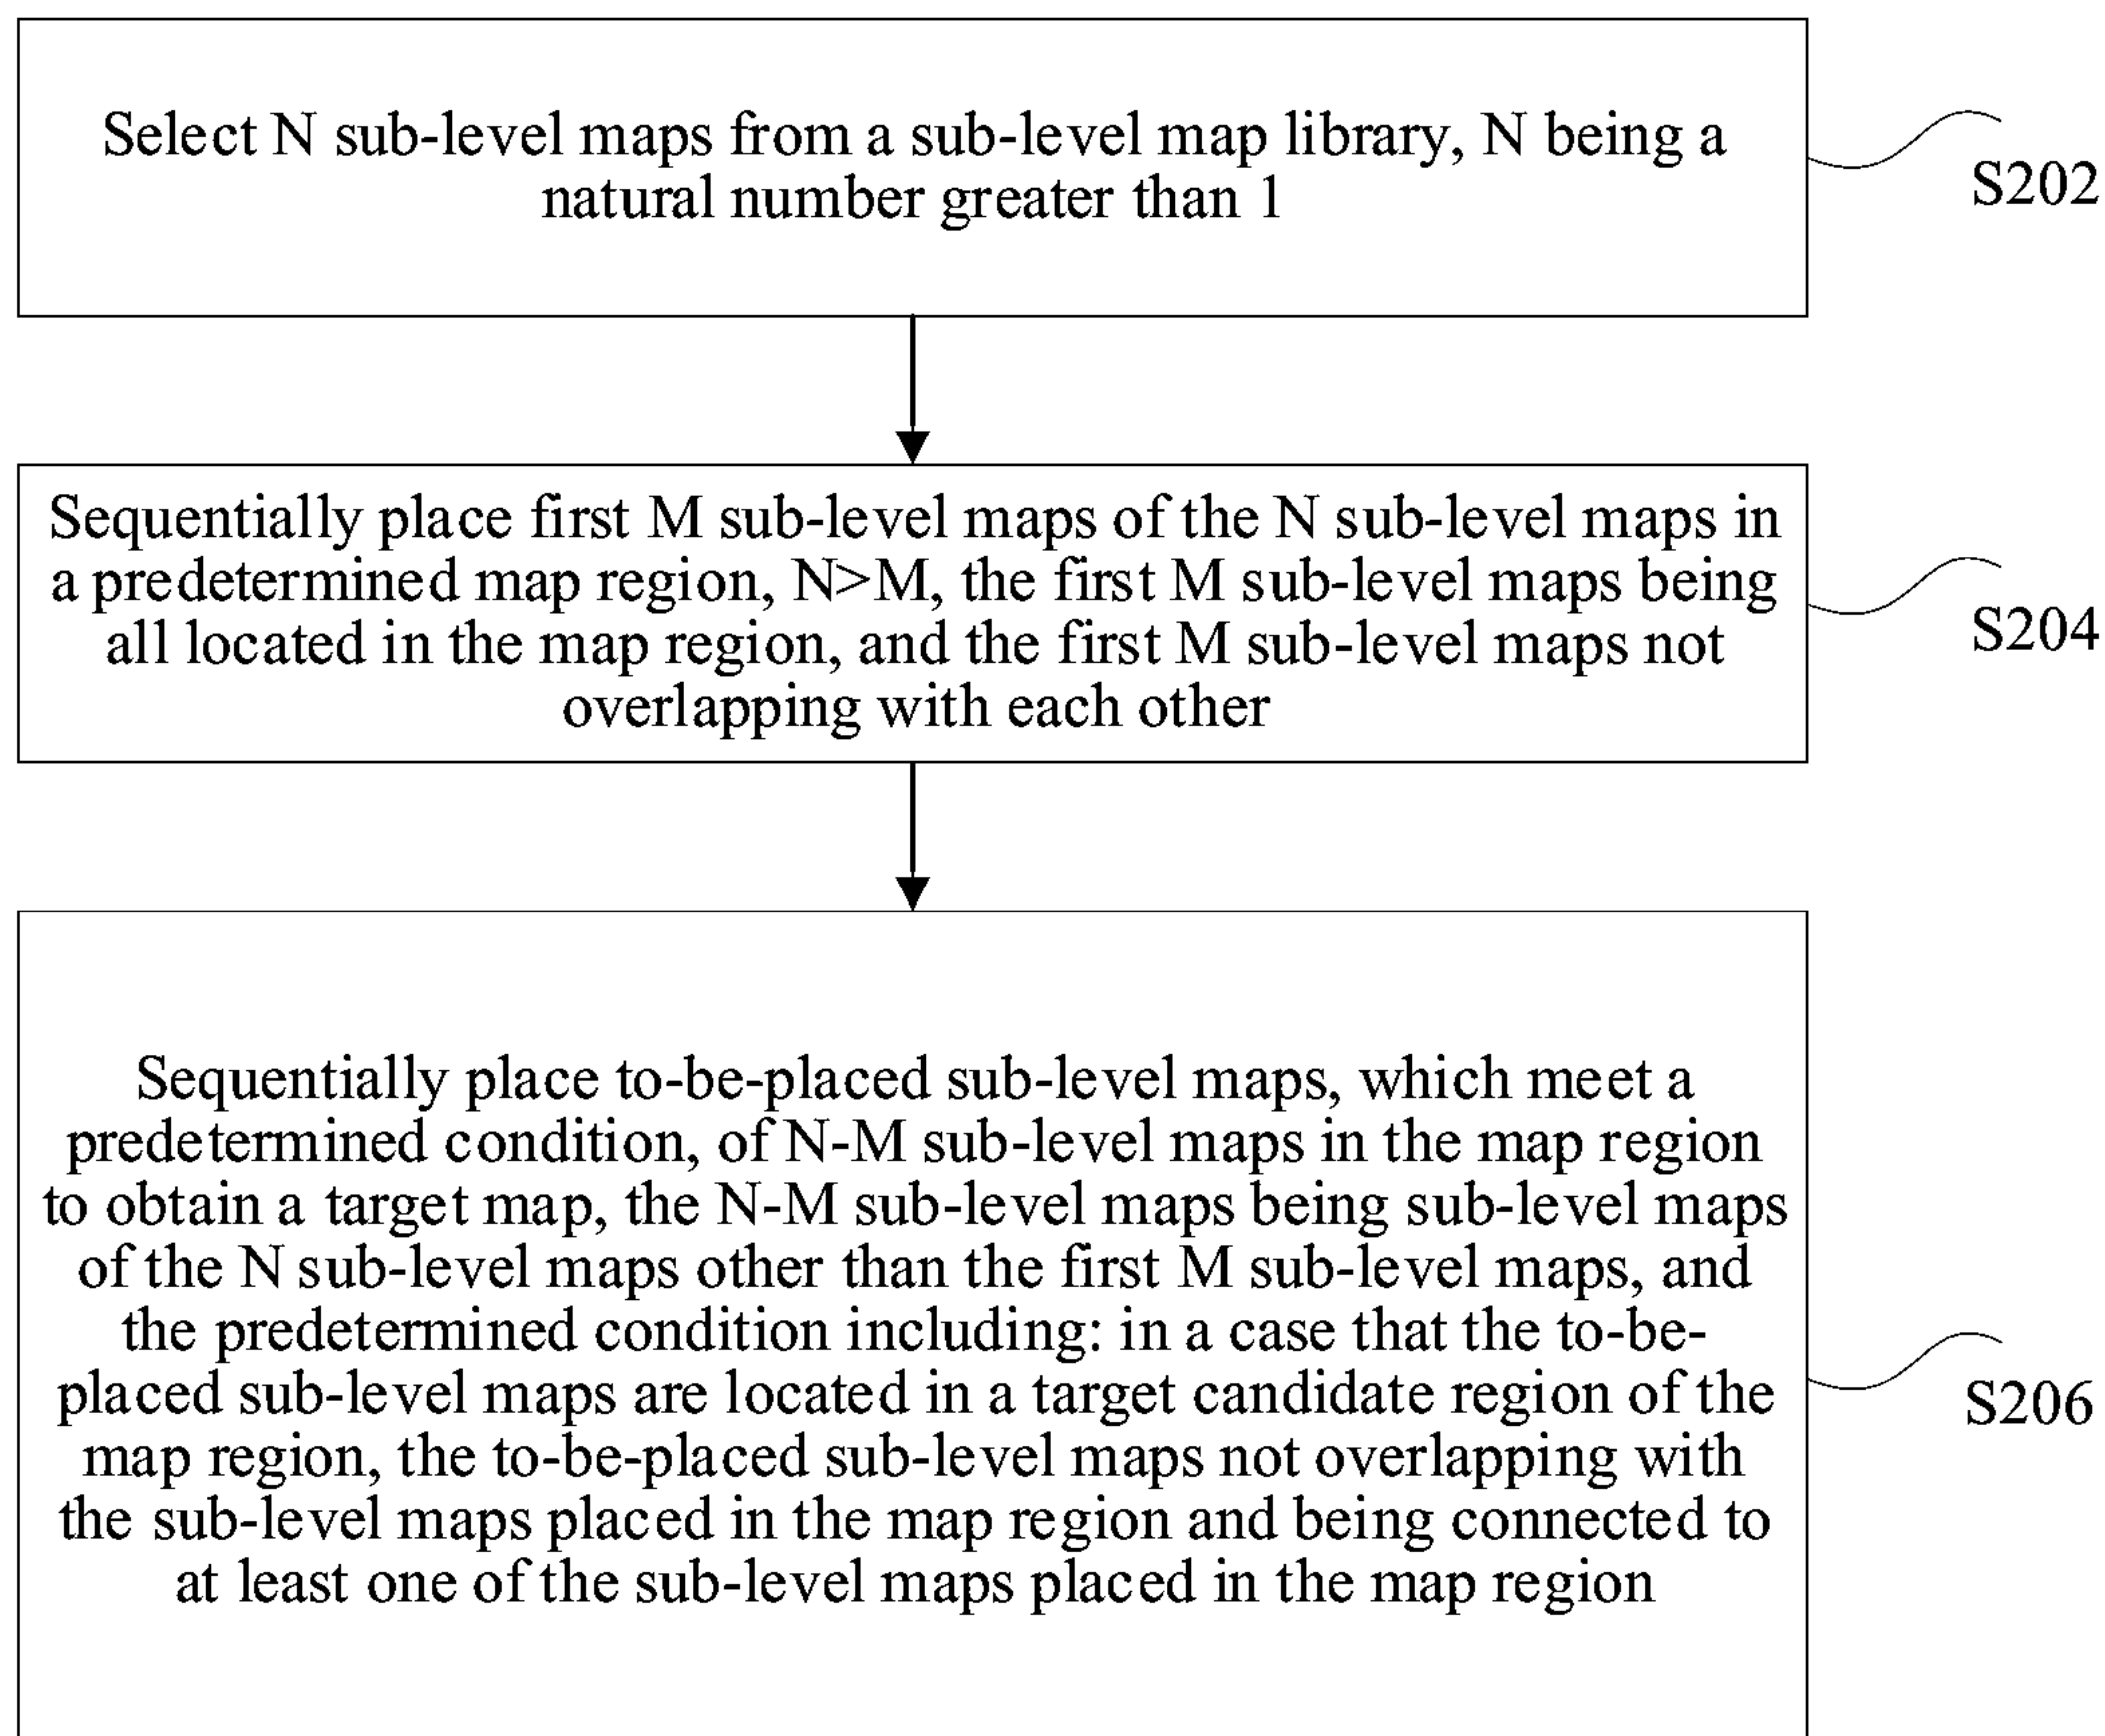 Select N sub-level maps from a sub-level map library, N being a
natural number greater than 1
S202
Sequentially place first M sub-level maps of the N sub-level maps in
a predetermined map region, N>M, the first M sub-level maps being
all located in the map region, and the first M sub-level maps not
overlapping with each other
S204
Sequentially place to-be-placed sub-level maps, which meet a
predetermined condition, of N-M sub-level maps in the map region
to obtain a target map, the N-M sub-level maps being sub-level maps
of the N sub-level maps other than the first M sub-level maps, and
the predetermined condition including: in a case that the to-be-
placed sub-level maps are located in a target candidate region of the
map region, the to-be-placed sub-level maps not overlapping with
the sub-level maps placed in the map region and being connected to
at least one of the sub-level maps placed in the map region
S206